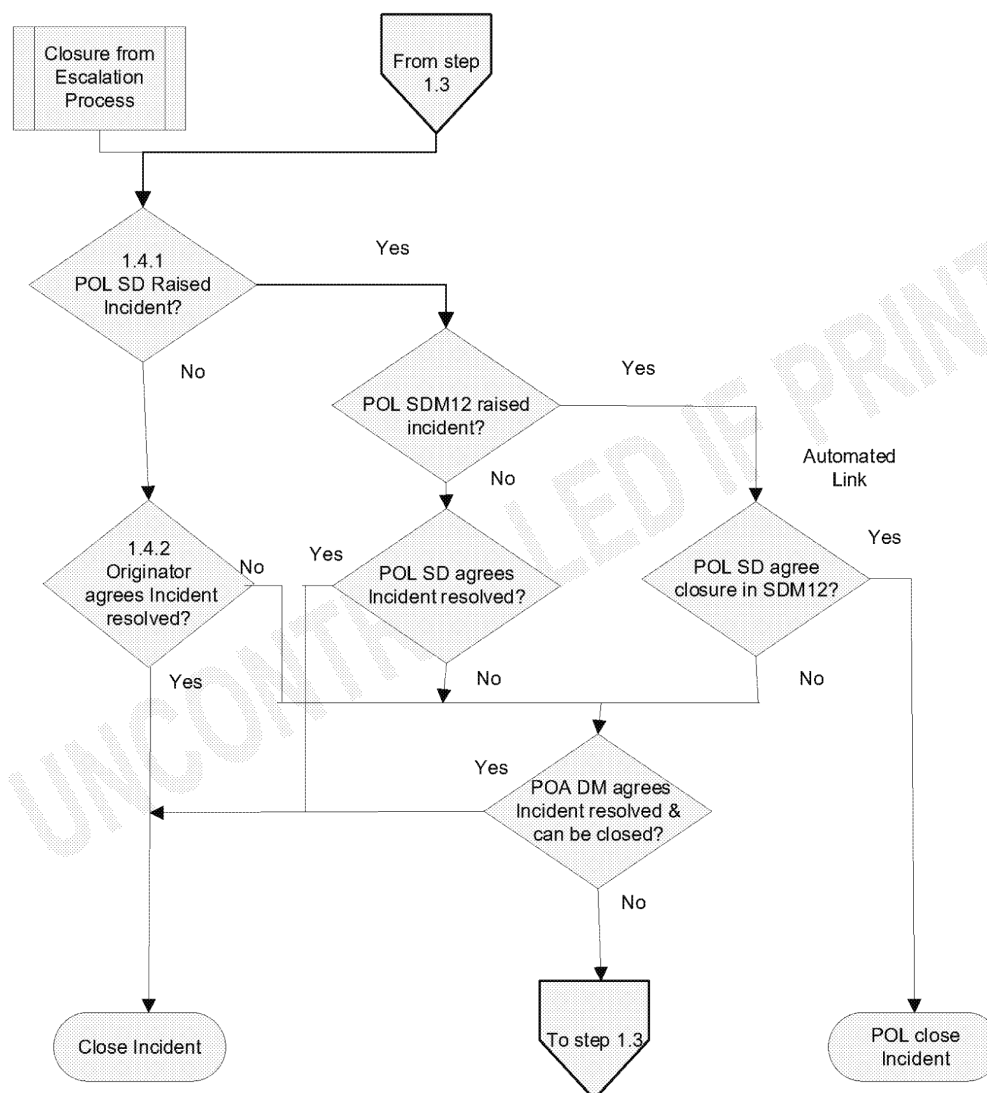 Closure from
Escalation
Process
From step
1.3
1.4.1
POL SD Raised
Incident?
Yes
No
POL SDM12 raised
incident?
Yes
No
Automated
Link
1.4.2
Originator
agrees Incident
resolved?
No
Yes
Yes
POL SD agrees
Incident resolved?
No
POL SD agree
closure in SDM12?
Yes
No
Yes
POA DM agrees
Incident resolved &
can be closed?
No
Close Incident
To step 1.3
POL close
Incident
UNCONTROLLED IF PRINT